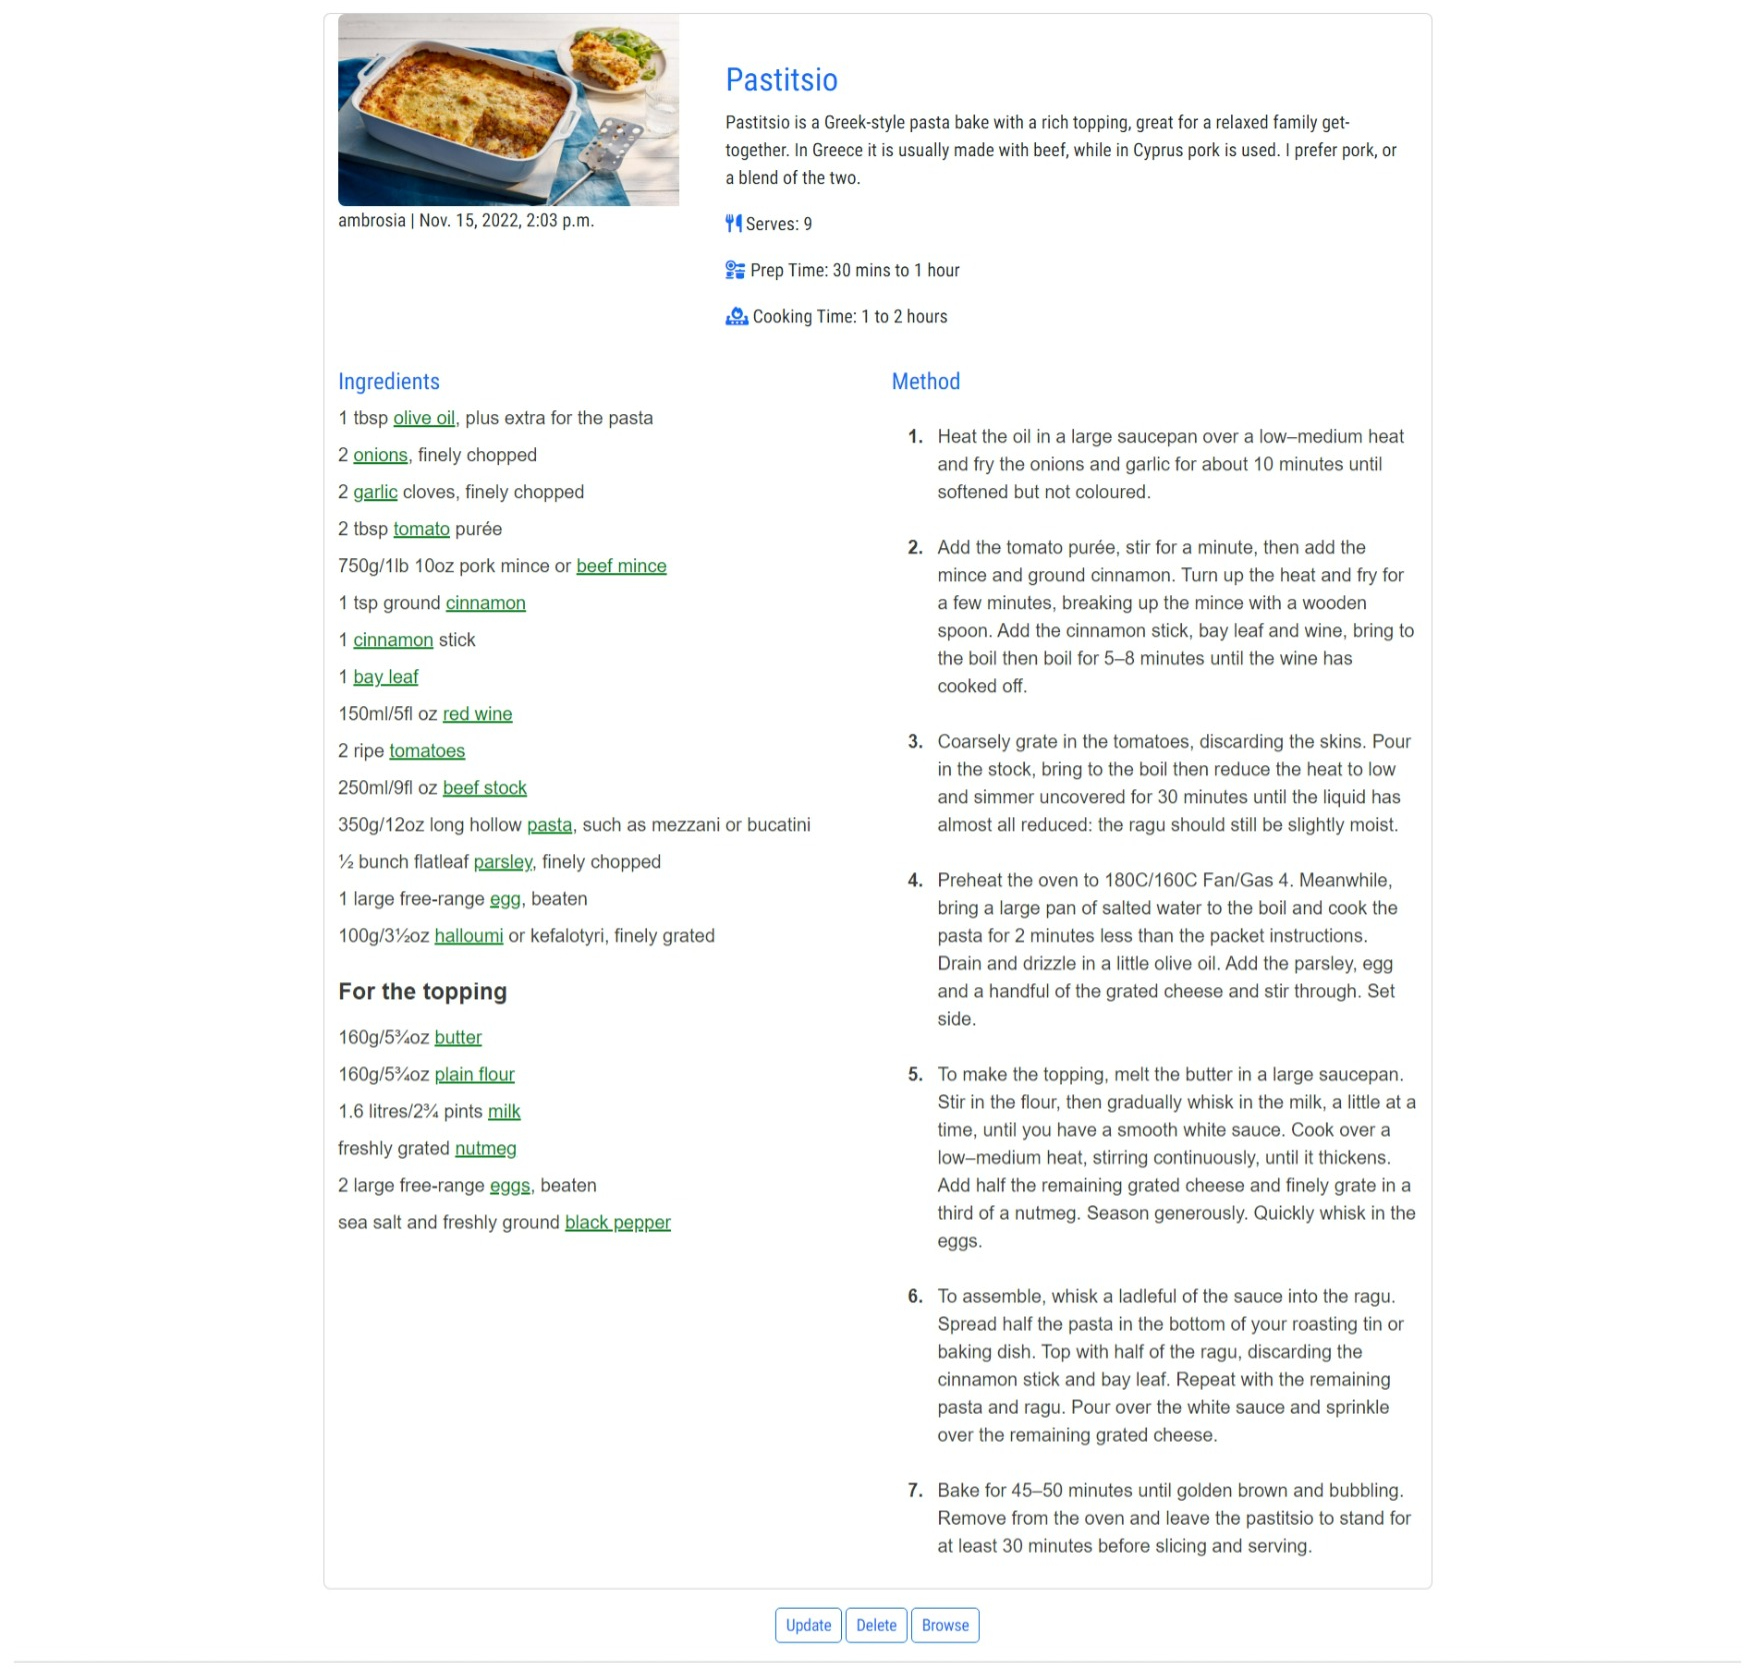 Pastitsio
Pastitsio is a Greek-style pasta bake with a rich topping, great for a relaxed family get-
together. In Greece it is usually made with beef, while in Cyprus pork is used. I prefer pork, or
a blend of the two.
ambrosia | Nov. 15, 2022, 2:03 p.m.
Serves: 9
Prep Time: 30 mins to 1 hour
Cooking Time: 1 to 2 hours
Ingredients
1 tbsp olive oil, plus extra for the pasta
2 onions, finely chopped
2 garlic cloves, finely chopped
2 tbsp tomato purée
750g/1lb 10oz pork mince or beef mince
1 tsp ground cinnamon
1 cinnamon stick
1 bay leaf
150ml/5fl oz red wine
2 ripe tomatoes
250ml/9fl oz beef stock
350g/12oz long hollow pasta, such as mezzani or bucatini
½ bunch flatleaf parsley, finely chopped
1 large free-range egg, beaten
100g/3½oz halloumi or kefalotyri, finely grated
For the topping
160g/5¾oz butter
160g/5¾oz plain flour
1.6 litres/2¾ pints milk
freshly grated nutmeg
2 large free-range eggs, beaten
sea salt and freshly ground black pepper
Method
1. Heat the oil in a large saucepan over a low–medium heat
and fry the onions and garlic for about 10 minutes until
softened but not coloured.
2. Add the tomato purée, stir for a minute, then add the
mince and ground cinnamon. Turn up the heat and fry for
a few minutes, breaking up the mince with a wooden
spoon. Add the cinnamon stick, bay leaf and wine, bring to
the boil then boil for 5–8 minutes until the wine has
cooked off.
3. Coarsely grate in the tomatoes, discarding the skins. Pour
in the stock, bring to the boil then reduce the heat to low
and simmer uncovered for 30 minutes until the liquid has
almost all reduced: the ragu should still be slightly moist.
4. Preheat the oven to 180C/160C Fan/Gas 4. Meanwhile,
bring a large pan of salted water to the boil and cook the
pasta for 2 minutes less than the packet instructions.
Drain and drizzle in a little olive oil. Add the parsley, egg
and a handful of the grated cheese and stir through. Set
side.
5. To make the topping, melt the butter in a large saucepan.
Stir in the flour, then gradually whisk in the milk, a little at a
time, until you have a smooth white sauce. Cook over a
low–medium heat, stirring continuously, until it thickens.
Add half the remaining grated cheese and finely grate in a
third of a nutmeg. Season generously. Quickly whisk in the
eggs.
6. To assemble, whisk a ladleful of the sauce into the ragu.
Spread half the pasta in the bottom of your roasting tin or
baking dish. Top with half of the ragu, discarding the
cinnamon stick and bay leaf. Repeat with the remaining
pasta and ragu. Pour over the white sauce and sprinkle
over the remaining grated cheese.
7. Bake for 45–50 minutes until golden brown and bubbling.
Remove from the oven and leave the pastitsio to stand for
at least 30 minutes before slicing and serving.
Update Delete Browse